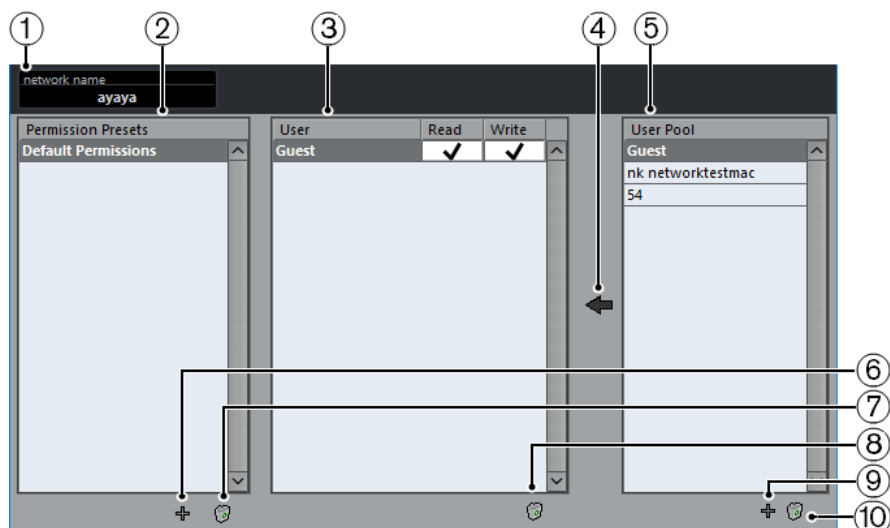 1 2 3 4 5
network name
ayaya
Permission Presets
Default Permissions
User Read Write
Guest
User Pool
Guest
nk networktestmac
54
6
7
8
9
10